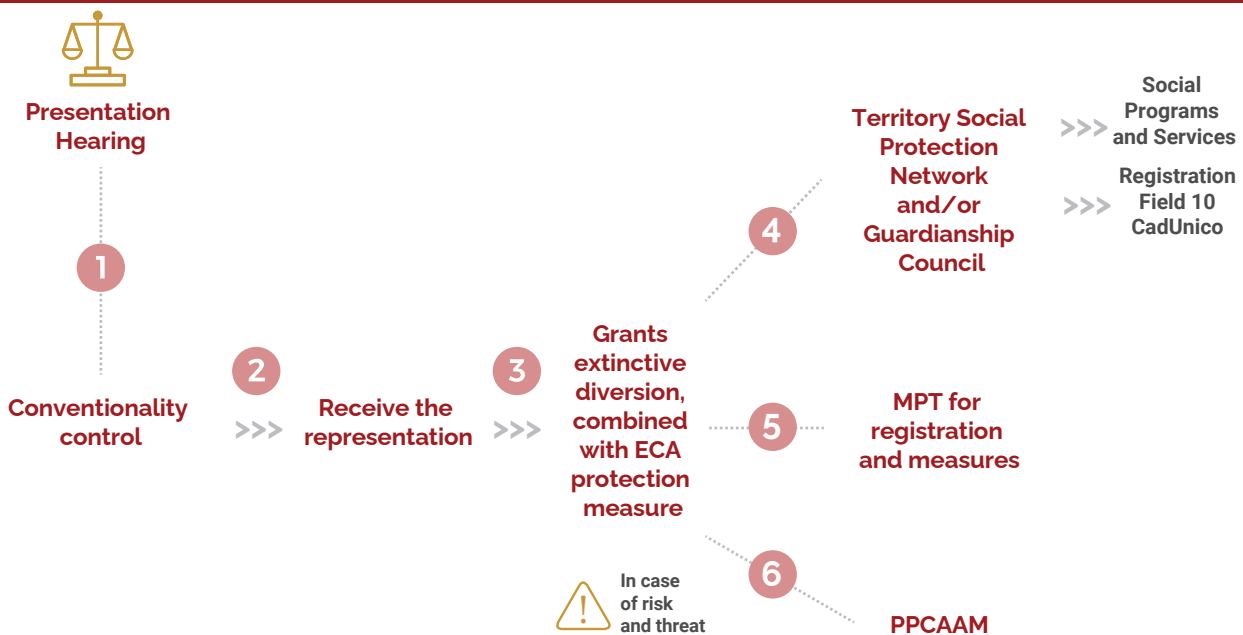 Presentation
Hearing
1
Conventionality
control
2
Receive the
representation
3
Grants
extinctive
diversion,
combined
with ECA
protection
measure
4
Territory Social
Protection
Network
and/or
Guardianship
Council
>>>
Social
Programs
and Services
>>>
Registration
Field 10
CadUnico
5
MPT for
registration
and measures
In case
of risk
and threat
6
PPCAAM